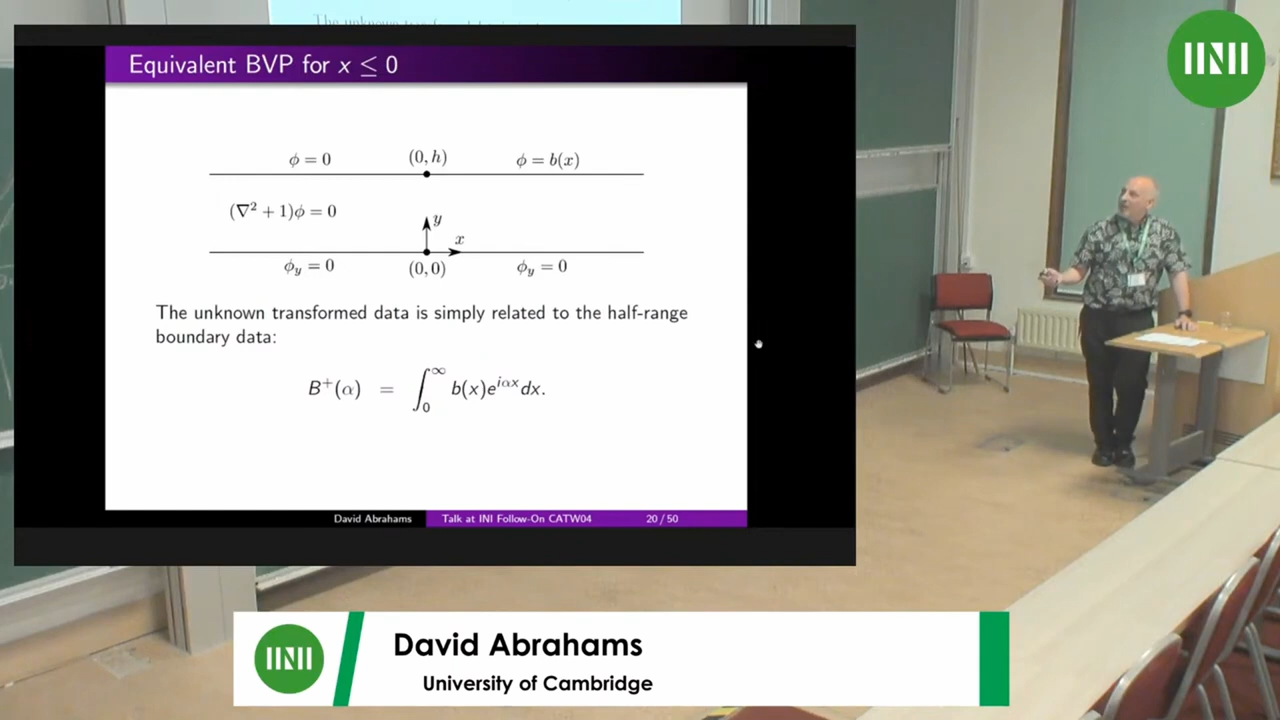 The unknown
Equivalent BVP for x ≤ 0
φ = 0 (0, h) φ = b(x)
(∇² + 1)φ = 0
y
x
φ_y = 0 (0, 0) φ_y = 0
The unknown transformed data is simply related to the half-range
boundary data:
B⁺(α) = ∫₀^∞ b(x)e^{iαx}dx.
David Abrahams Talk at INI Follow-On CATW04 20 / 50
INI
INI
David Abrahams
University of Cambridge